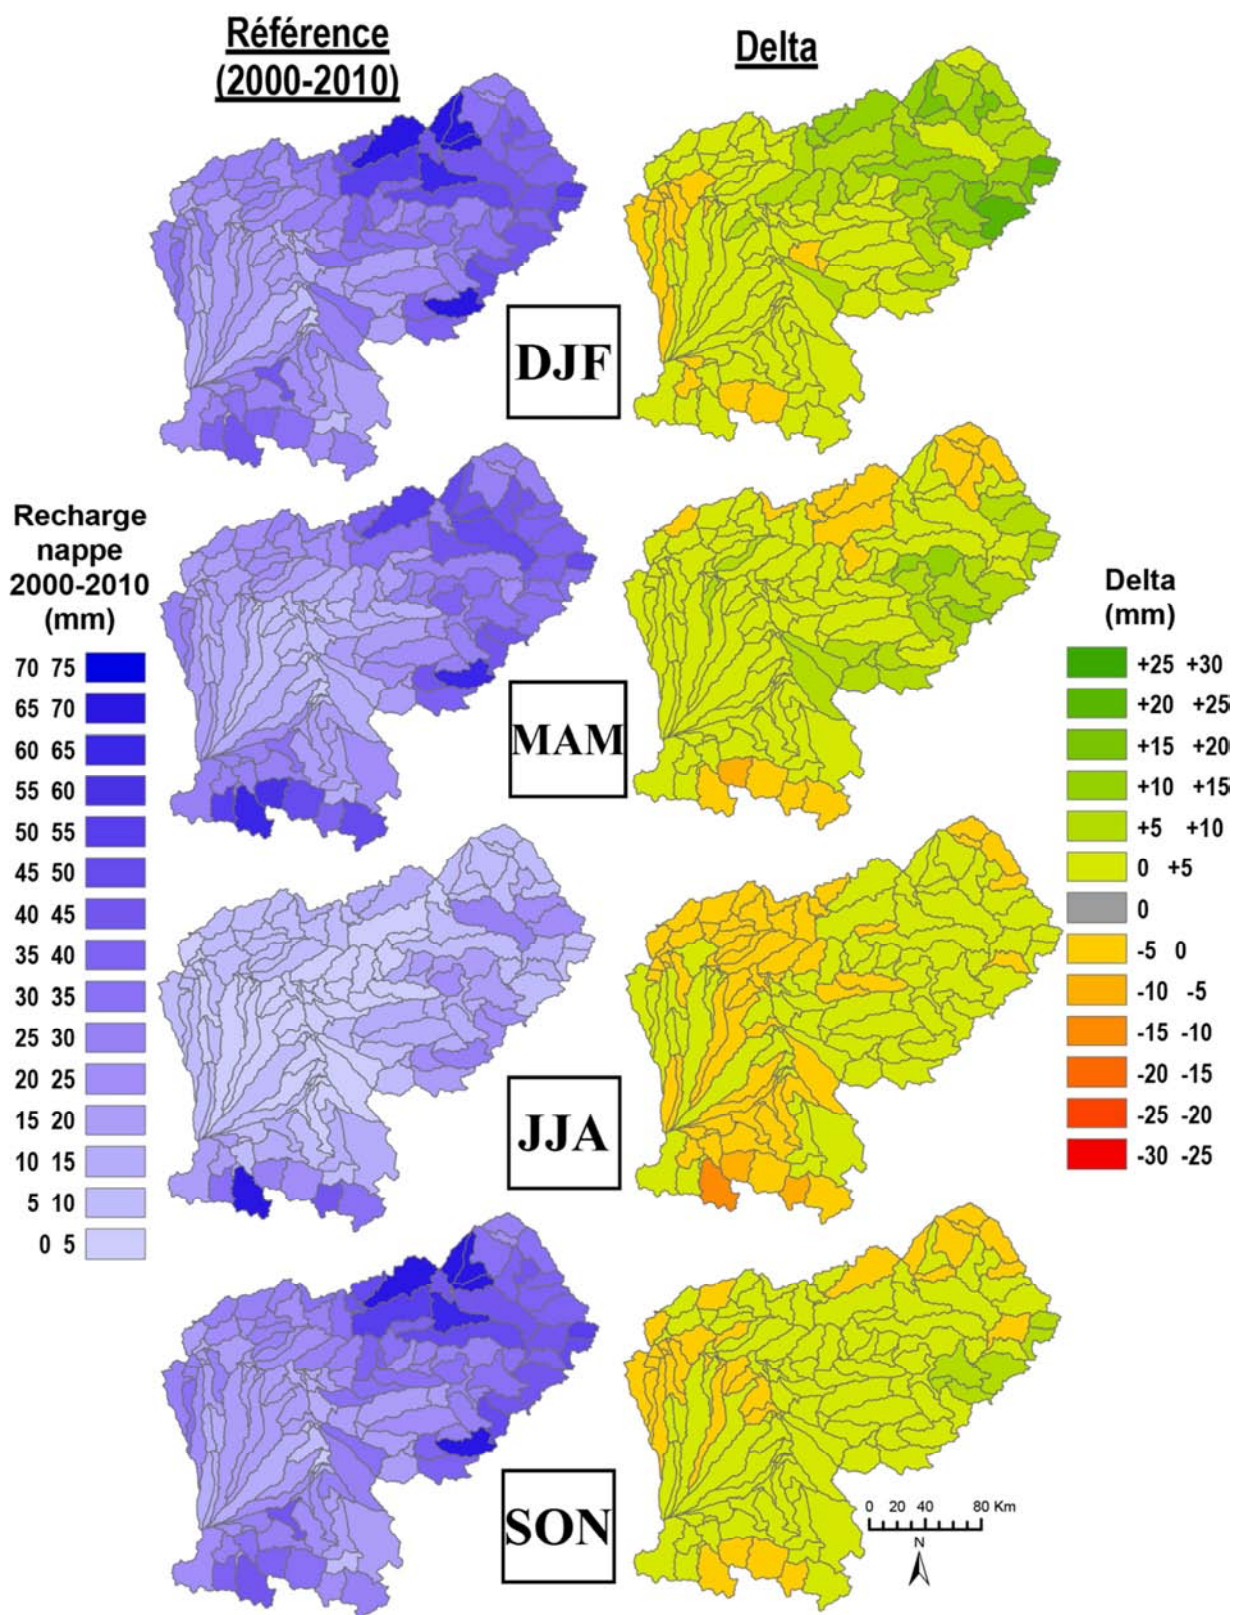 Référence
(2000-2010)
Delta
DJF
MAM
JJA
SON
Recharge
nappe
2000-2010
(mm)
70 75
65 70
60 65
55 60
50 55
45 50
40 45
35 40
30 35
25 30
20 25
15 20
10 15
5 10
0 5
Delta
(mm)
+25 +30
+20 +25
+15 +20
+10 +15
+5 +10
0 +5
0
-5 0
-10 -5
-15 -10
-20 -15
-25 -20
-30 -25
0 20 40 80 Km
N